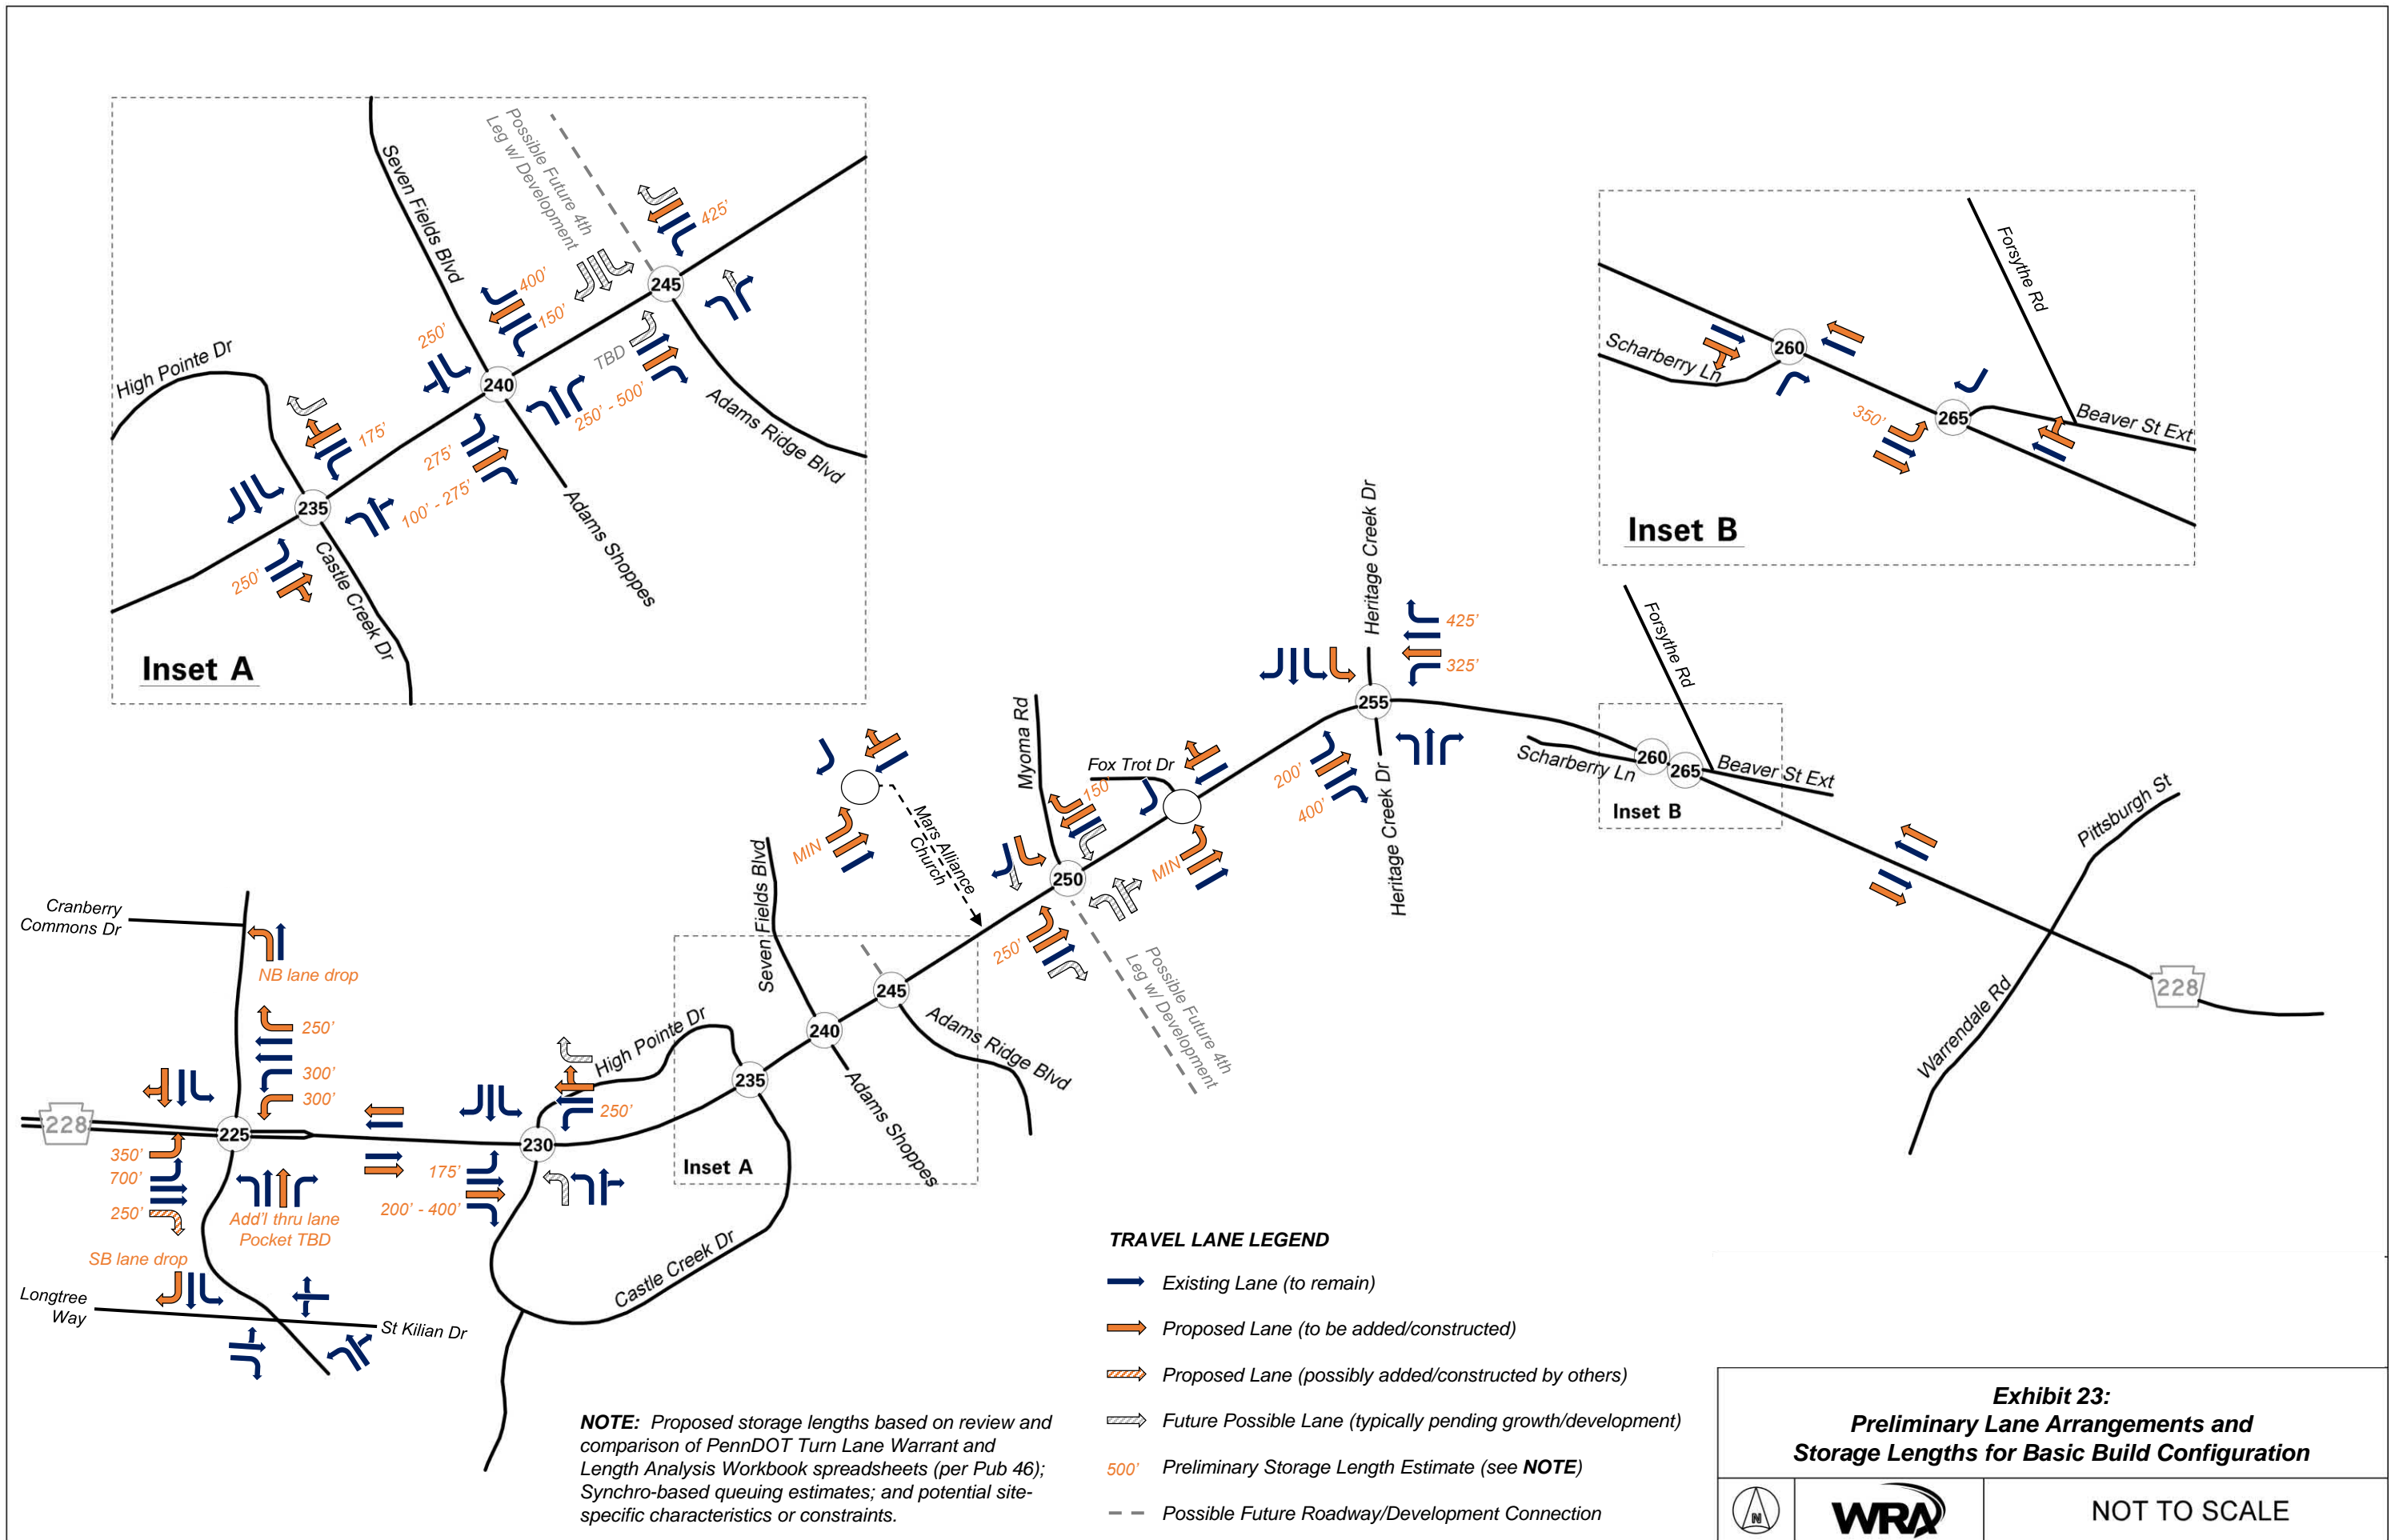 Possible Future 4th
Leg w/ Development
Seven Fields Blvd
425'
400'
150'
245
250'
TBD
High Pointe Dr
240
250' - 500'
Adams Ridge Blvd
175'
275'
100' - 275'
235
Adams Shoppes
250'
Castle Creek Dr
Inset A
Forsythe Rd
260
Scharberry Ln
350'
265
Beaver St Ext
Inset B
Heritage Creek Dr
425'
325'
255
200'
400'
Heritage Creek Dr
Forsythe Rd
Scharberry Ln
260
265
Beaver St Ext
Inset B
Pittsburgh St
Warrendale Rd
228
Myoma Rd
Fox Trot Dr
150'
MIN
250
250'
Possible Future 4th
Leg w/ Development
MIN
Mars Alliance
Church
Seven Fields Blvd
245
240
Adams Ridge Blvd
Adams Shoppes
High Pointe Dr
235
Inset A
Cranberry
Commons Dr
NB lane drop
250'
300'
300'
228
225
350'
700'
250'
Add'l thru lane
Pocket TBD
SB lane drop
Longtree
Way
St Kilian Dr
230
250'
175'
200' - 400'
Castle Creek Dr
TRAVEL LANE LEGEND
Existing Lane (to remain)
Proposed Lane (to be added/constructed)
Proposed Lane (possibly added/constructed by others)
Future Possible Lane (typically pending growth/development)
500' Preliminary Storage Length Estimate (see NOTE)
Possible Future Roadway/Development Connection
NOTE: Proposed storage lengths based on review and
comparison of PennDOT Turn Lane Warrant and
Length Analysis Workbook spreadsheets (per Pub 46);
Synchro-based queuing estimates; and potential site-
specific characteristics or constraints.
Exhibit 23:
Preliminary Lane Arrangements and
Storage Lengths for Basic Build Configuration
N
WRA
NOT TO SCALE